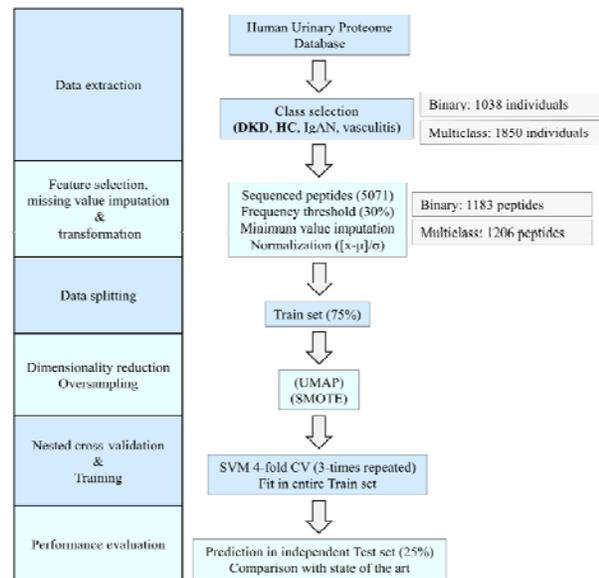 Data extraction
Human Urinary Proteome
Database
Class selection
(DKD, HC, IgAN, vasculitis)
Binary: 1038 individuals
Multiclass: 1850 individuals
Feature selection,
missing value imputation
&
transformation
Sequenced peptides (5071)
Frequency threshold (30%)
Minimum value imputation
Normalization ([x-μ]/σ)
Binary: 1183 peptides
Multiclass: 1206 peptides
Data splitting
Train set (75%)
Dimensionality reduction
Oversampling
(UMAP)
(SMOTE)
Nested cross validation
&
Training
SVM 4-fold CV (3-times repeated)
Fit in entire Train set
Performance evaluation
Prediction in independent Test set (25%)
Comparison with state of the art